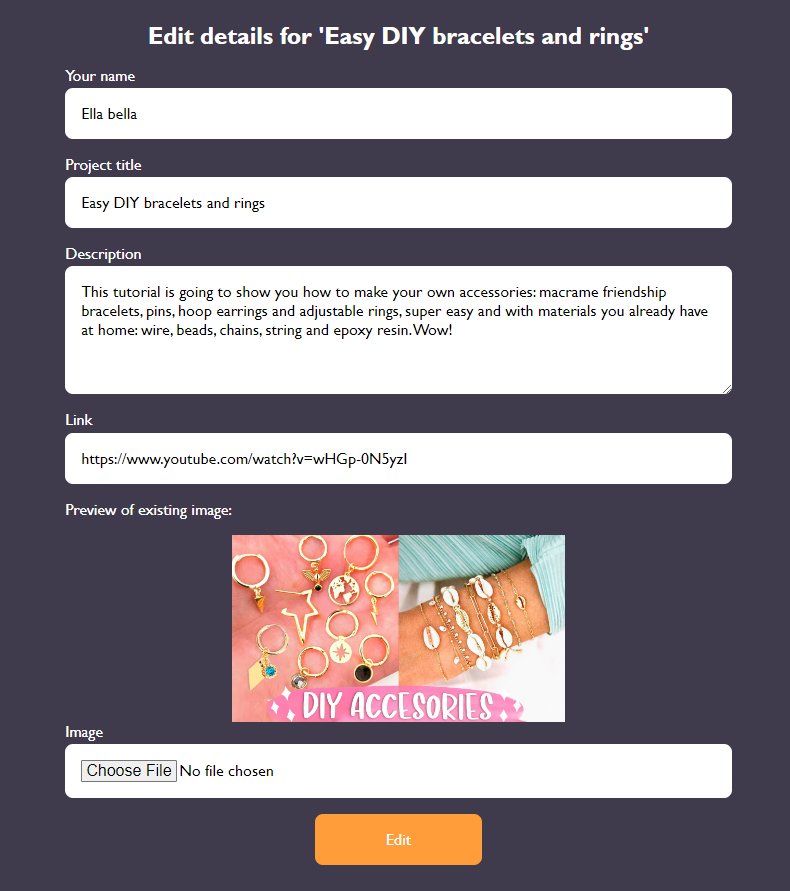 Edit details for 'Easy DIY bracelets and rings'
Your name
Ella bella
Project title
Easy DIY bracelets and rings
Description
This tutorial is going to show you how to make your own accessories: macrame friendship
bracelets, pins, hoop earrings and adjustable rings, super easy and with materials you already have
at home: wire, beads, chains, string and epoxy resin. Wow!
Link
https://www.youtube.com/watch?v=wHGp-0N5yzI
Preview of existing image:
DIY ACCESORIES
Image
Choose File No file chosen
Edit